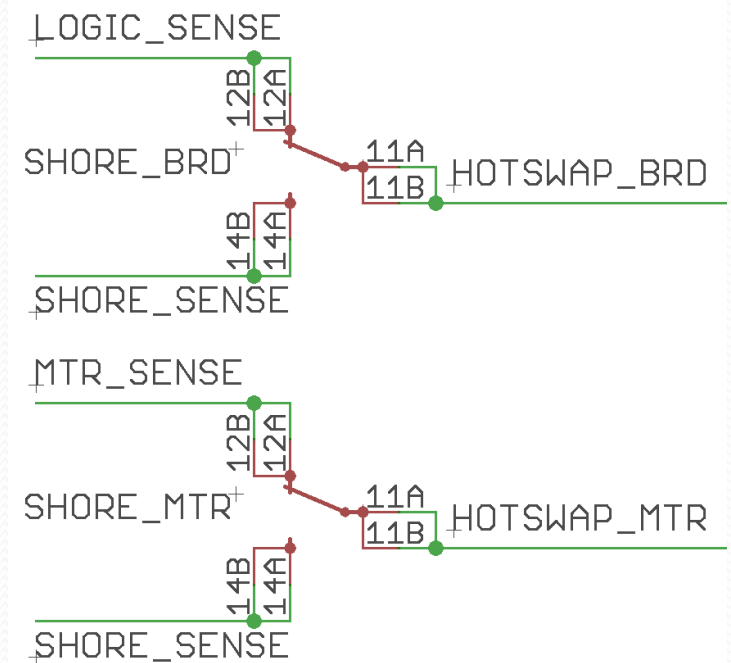 LOGIC_SENSE
12B
12A
SHORE_BRD
11A
11B
HOTSWAP_BRD
14B
14A
SHORE_SENSE
MTR_SENSE
12B
12A
SHORE_MTR
11A
11B
HOTSWAP_MTR
14B
14A
SHORE_SENSE